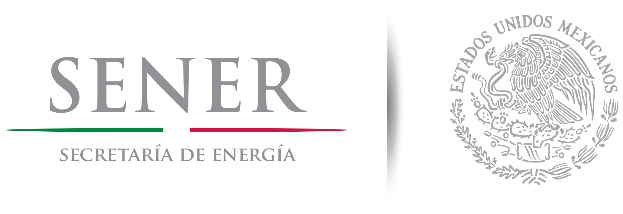 SENER
SECRETARÍA DE ENERGÍA
ESTADOS UNIDOS MEXICANOS